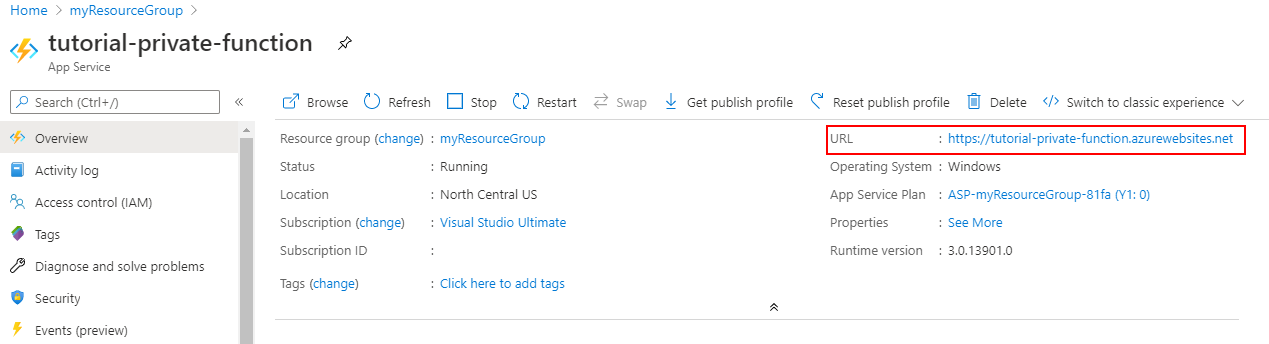 Home > myResourceGroup >
tutorial-private-function
App Service
Search (Ctrl+/)
«
Browse Refresh Stop Restart Swap Get publish profile Reset publish profile Delete Switch to classic experience
Overview
Activity log
Access control (IAM)
Tags
Diagnose and solve problems
Security
Events (preview)
Resource group (change) : myResourceGroup
Status : Running
Location : North Central US
Subscription (change) : Visual Studio Ultimate
Subscription ID :
Tags (change) : Click here to add tags
URL : https://tutorial-private-function.azurewebsites.net
Operating System : Windows
App Service Plan : ASP-myResourceGroup-81fa (Y1: 0)
Properties : See More
Runtime version : 3.0.13901.0